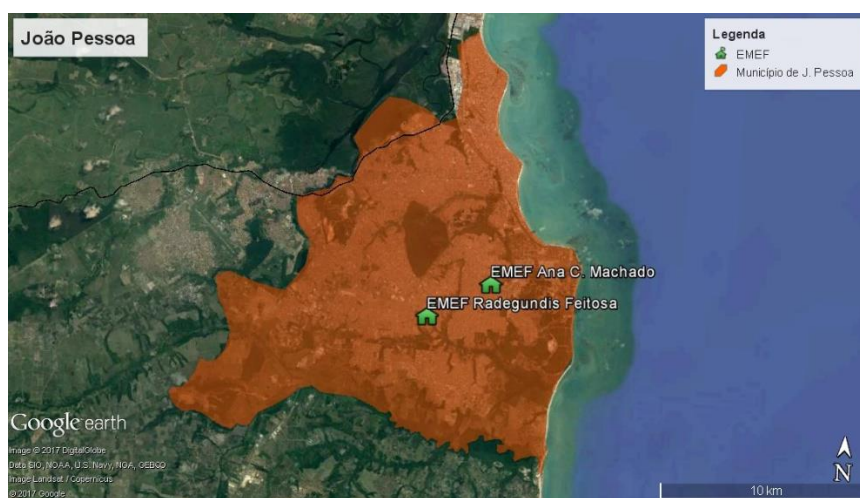 João Pessoa
Legenda
EMEF
Município de J. Pessoa
EMEF Ana C. Machado
EMEF Radegundis Feitosa
Google earth
Image © 2017 DigitalGlobe
Data SIO, NOAA, U.S. Navy, NGA, GEBCO
Image Landsat / Copernicus
© 2017 Google
N
10 km